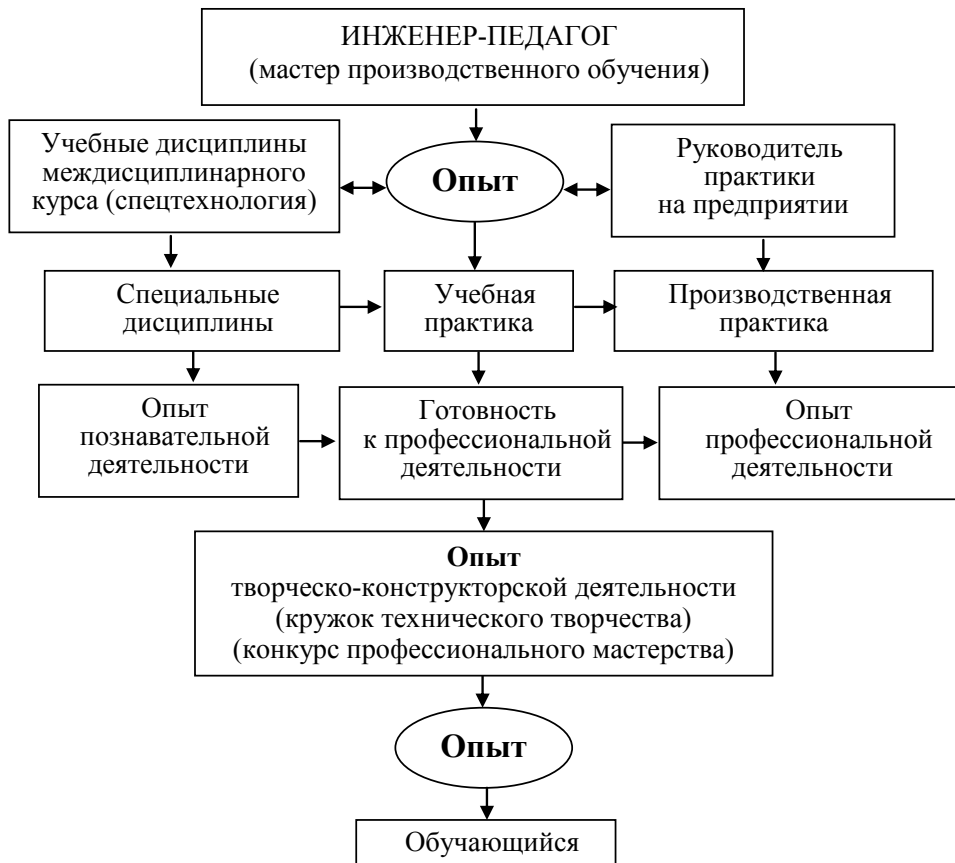 ИНЖЕНЕР-ПЕДАГОГ
(мастер производственного обучения)
Учебные дисциплины
междисциплинарного
курса (спецтехнология)
Опыт
Руководитель
практики
на предприятии
Специальные
дисциплины
Учебная
практика
Производственная
практика
Опыт
познавательной
деятельности
Готовность
к профессиональной
деятельности
Опыт
профессиональной
деятельности
Опыт
творческо-конструкторской деятельности
(кружок технического творчества)
(конкурс профессионального мастерства)
Опыт
Обучающийся